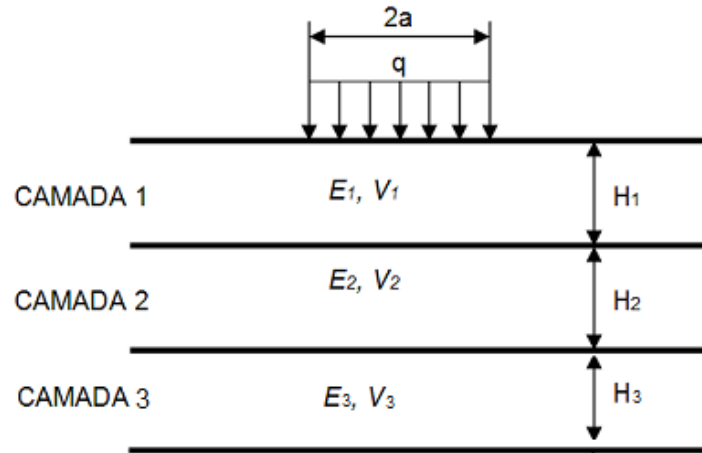 2a
q
CAMADA 1 E₁, V₁ H₁
CAMADA 2 E₂, V₂ H₂
CAMADA 3 E₃, V₃ H₃